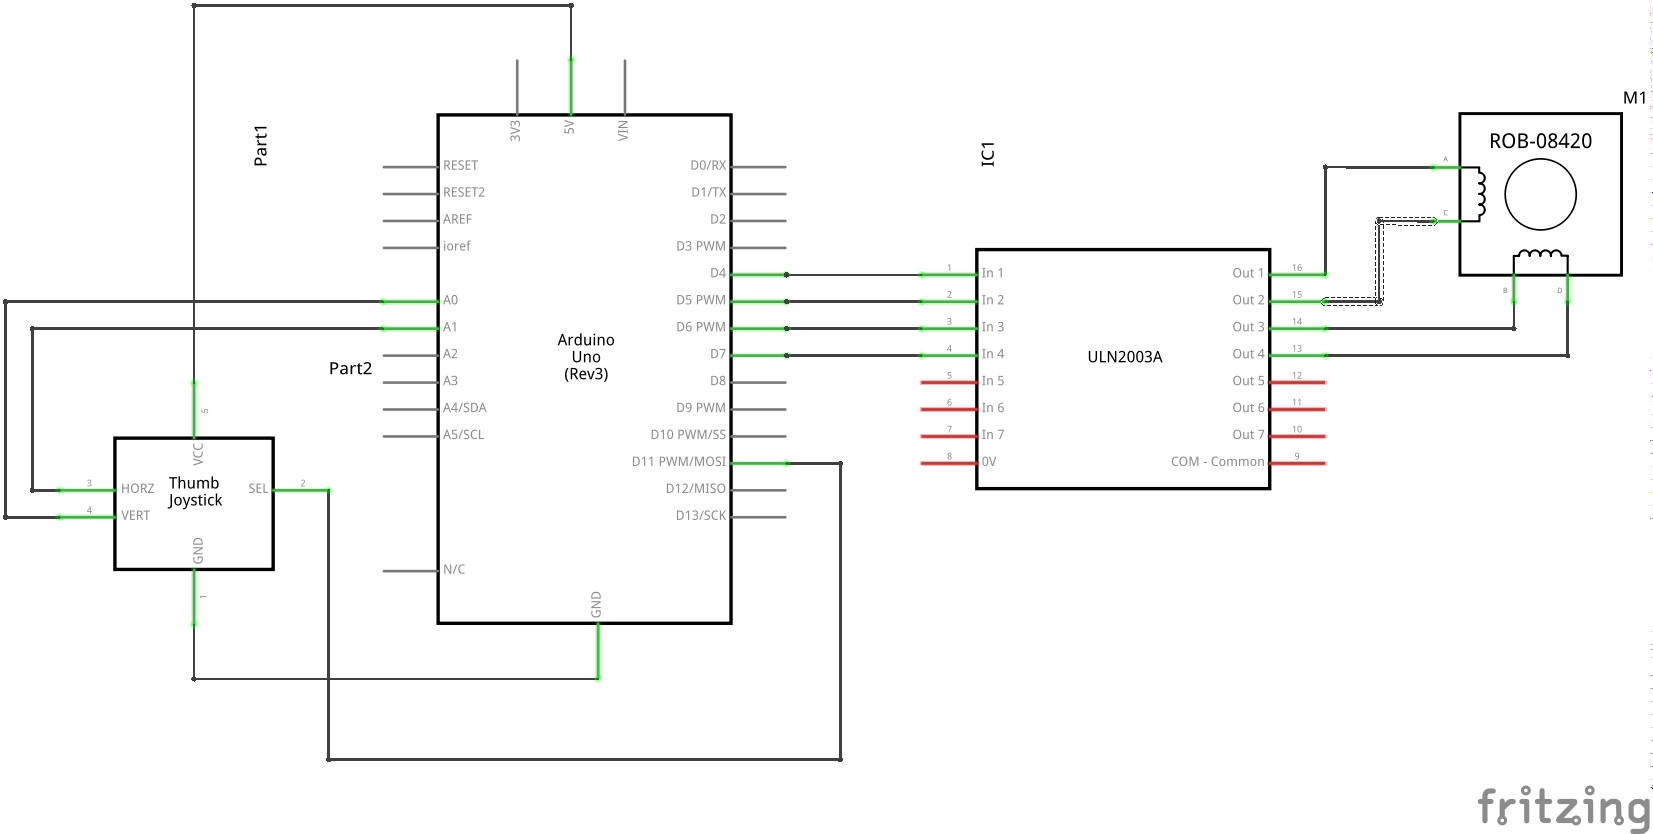 M1
ROB-08420
A
C
B
D
Part1
3V3
5V
VIN
IC1
RESET
RESET2
AREF
ioref
A0
A1
A2
A3
A4/SDA
A5/SCL
N/C
D0/RX
D1/TX
D2
D3 PWM
D4
D5 PWM
D6 PWM
D7
D8
D9 PWM
D10 PWM/SS
D11 PWM/MOSI
D12/MISO
D13/SCK
GND
Arduino
Uno
(Rev3)
Part2
5
VCC
Thumb
Joystick
3
HORZ
4
VERT
SEL
2
GND
1
1 In 1
2 In 2
3 In 3
4 In 4
5 In 5
6 In 6
7 In 7
8 0V
ULN2003A
Out 1 16
Out 2 15
Out 3 14
Out 4 13
Out 5 12
Out 6 11
Out 7 10
COM - Common 9
fritzing